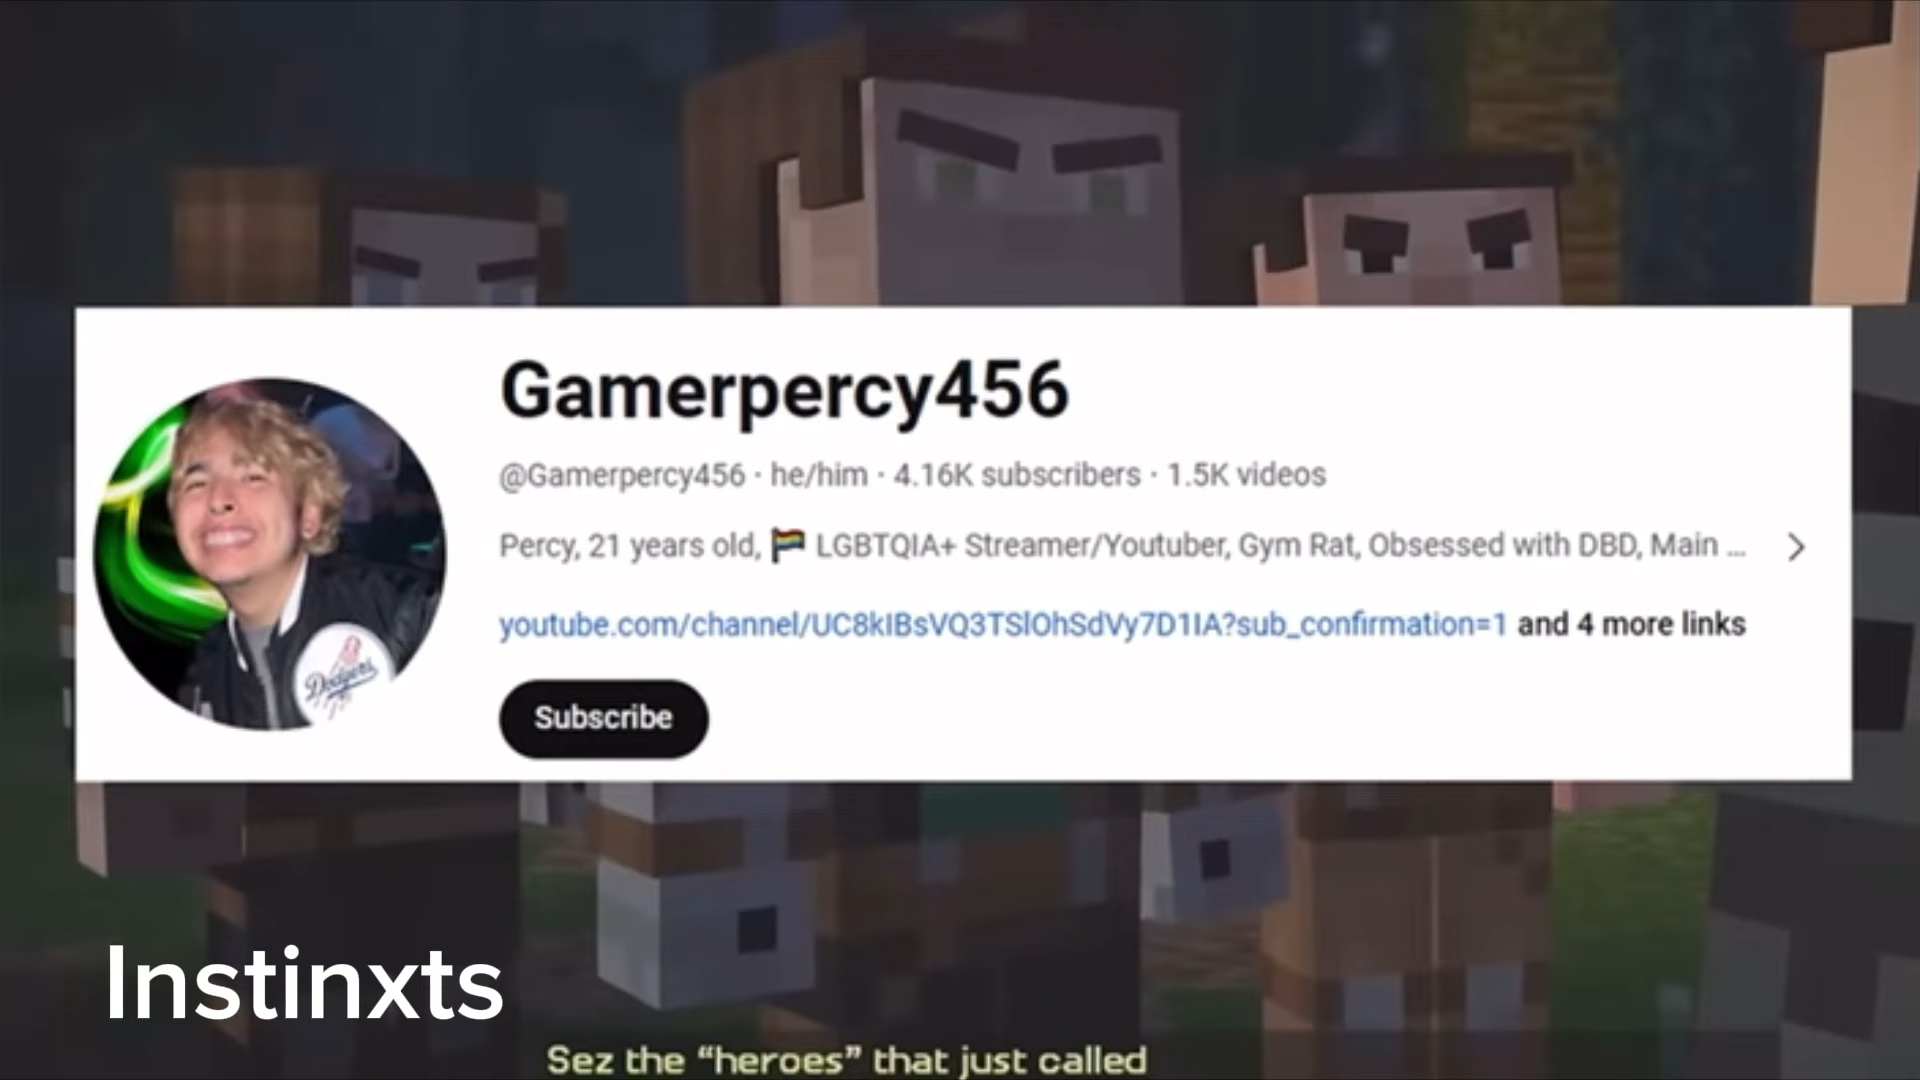 Gamerpercy456
@Gamerpercy456 · he/him · 4.16K subscribers · 1.5K videos
Percy, 21 years old, 🏳️‍🌈 LGBTQIA+ Streamer/Youtuber, Gym Rat, Obsessed with DBD, Main ...
youtube.com/channel/UC8kIBsVQ3TSlOhSdVy7D1IA?sub_confirmation=1 and 4 more links
Dodgers
Subscribe
Instinxts
Sez the “heroes” that just called